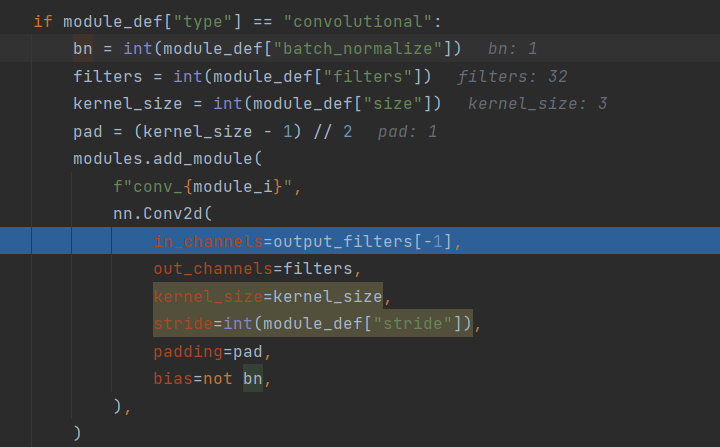 if module_def["type"] == "convolutional":
bn = int(module_def["batch_normalize"]) bn: 1
filters = int(module_def["filters"]) filters: 32
kernel_size = int(module_def["size"]) kernel_size: 3
pad = (kernel_size - 1) // 2 pad: 1
modules.add_module(
f"conv_{module_i}",
nn.Conv2d(
in_channels=output_filters[-1],
out_channels=filters,
kernel_size=kernel_size,
stride=int(module_def["stride"]),
padding=pad,
bias=not bn,
),
)